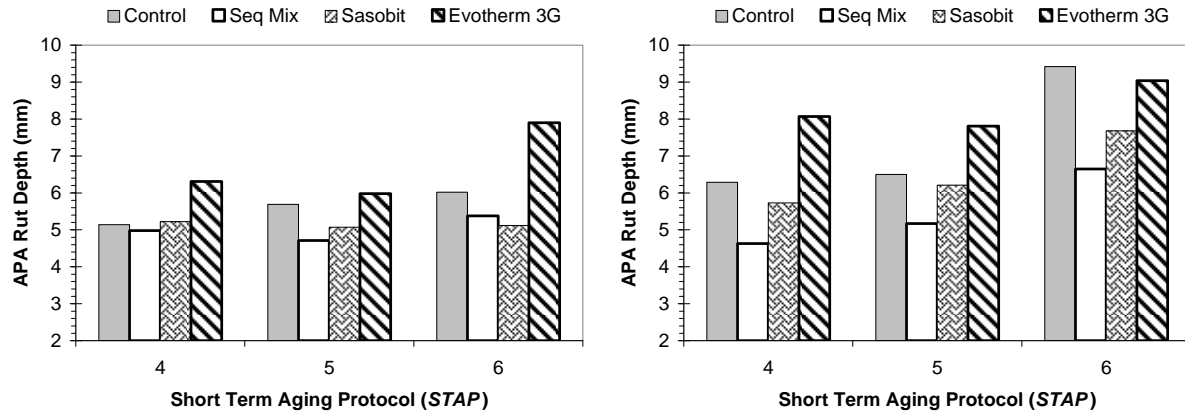 Control Seq Mix Sasobit Evotherm 3G
10
9
8
7
6
5
4
3
2
APA Rut Depth (mm)
4 5 6
Short Term Aging Protocol (STAP)
Control Seq Mix Sasobit Evotherm 3G
10
9
8
7
6
5
4
3
2
APA Rut Depth (mm)
4 5 6
Short Term Aging Protocol (STAP)